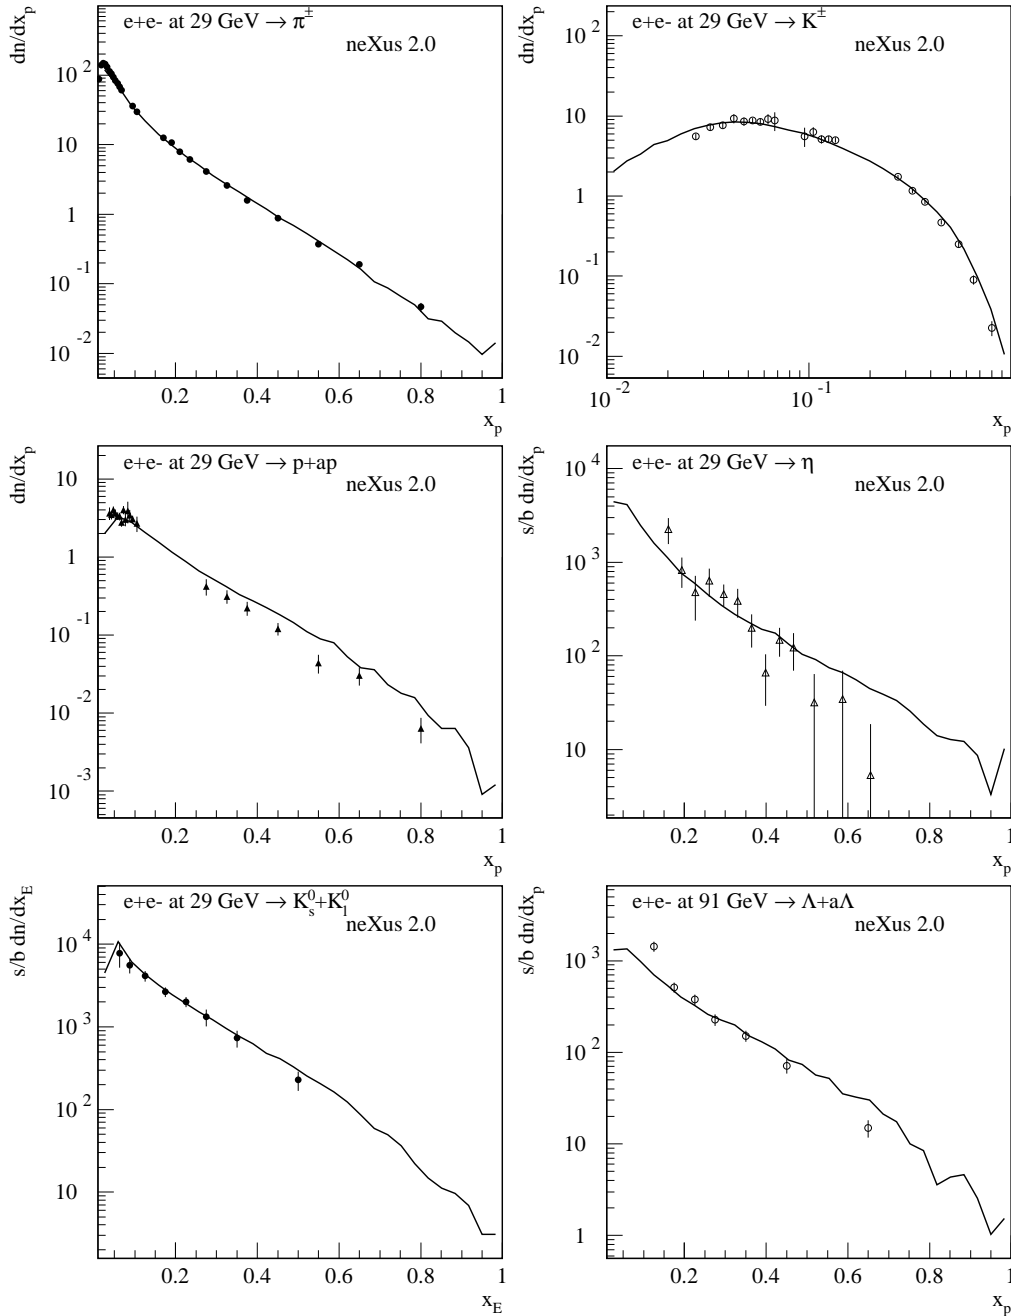 e+e- at 29 GeV → π±
neXus 2.0
dn/dx_p
10^2
10
1
10^-1
10^-2
0.2 0.4 0.6 0.8 1
x_p
e+e- at 29 GeV → K±
neXus 2.0
dn/dx_p
10^2
10
1
10^-1
10^-2
10^-2 10^-1
x_p
e+e- at 29 GeV → p+ap
neXus 2.0
dn/dx_p
10
1
10^-1
10^-2
10^-3
0.2 0.4 0.6 0.8 1
x_p
e+e- at 29 GeV → η
neXus 2.0
s/b dn/dx_p
10^4
10^3
10^2
10
0.2 0.4 0.6 0.8 1
x_p
e+e- at 29 GeV → K_s^0+K_l^0
neXus 2.0
s/b dn/dx_E
10^4
10^3
10^2
10
0.2 0.4 0.6 0.8 1
x_E
e+e- at 91 GeV → Λ+aΛ
neXus 2.0
s/b dn/dx_p
10^3
10^2
10
1
0.2 0.4 0.6 0.8 1
x_p